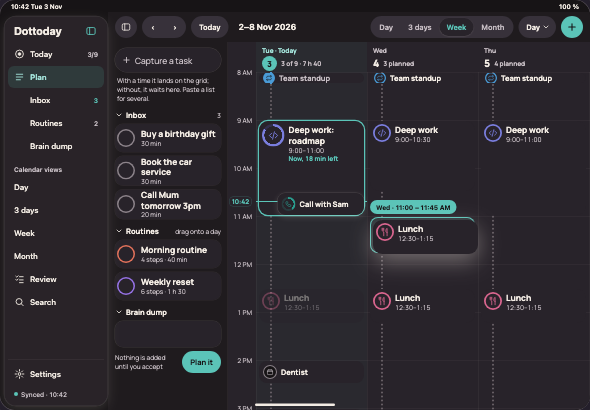 10:42 Tue 3 Nov
100 %
Dottoday
Today 3/9
Plan
Inbox 3
Routines 2
Brain dump
Calendar views
Day
3 days
Week
Month
Review
Search
Settings
Synced · 10:42
+ Capture a task
With a time it lands on the grid;
without, it waits here. Paste a list
for several.
Inbox 3
Buy a birthday gift
30 min
Book the car
service
30 min
Call Mum
tomorrow 3pm
20 min
Routines drag onto a day
Morning routine
4 steps · 40 min
Weekly reset
6 steps · 1 h 30
Brain dump
Nothing is added
until you accept
Plan it
‹ › Today 2–8 Nov 2026
Day 3 days Week Month
Day
+
Tue · Today
3 3 of 9 · 7 h 40
Wed
4 3 planned
Thu
5 4 planned
8 AM
9 AM
10 AM
10:42
11 AM
12 PM
1 PM
2 PM
3 PM
Team standup
Deep work:
roadmap
9:00–11:00
Now, 18 min left
Call with Sam
Lunch
12:30–1:15
Dentist
Team standup
Deep work
9:00–10:30
Wed · 11:00 – 11:45 AM
Lunch
12:30–1:15
Lunch
12:30–1:15
Team standup
Deep work
9:00–11:00
Lunch
12:30–1:15